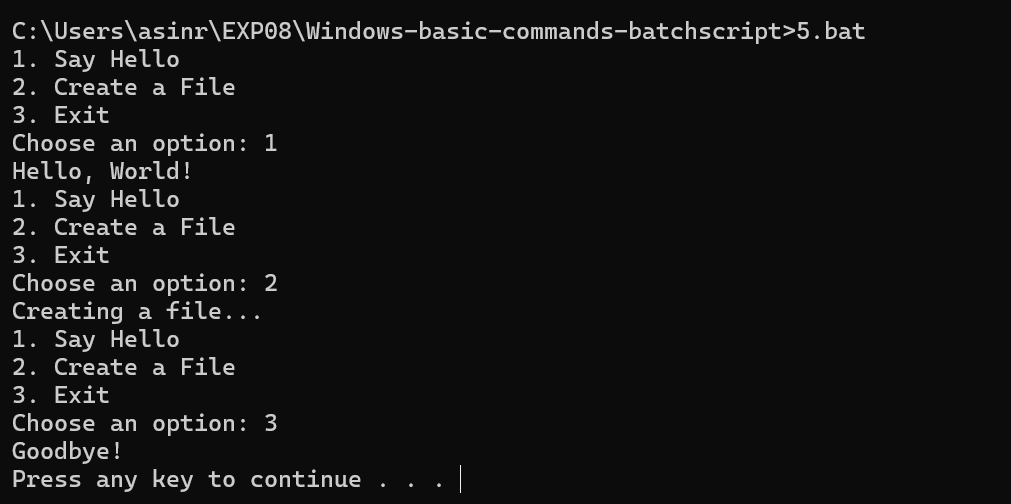 C:\Users\asinr\EXP08\Windows-basic-commands-batchscript>5.bat
1. Say Hello
2. Create a File
3. Exit
Choose an option: 1
Hello, World!
1. Say Hello
2. Create a File
3. Exit
Choose an option: 2
Creating a file...
1. Say Hello
2. Create a File
3. Exit
Choose an option: 3
Goodbye!
Press any key to continue . . .